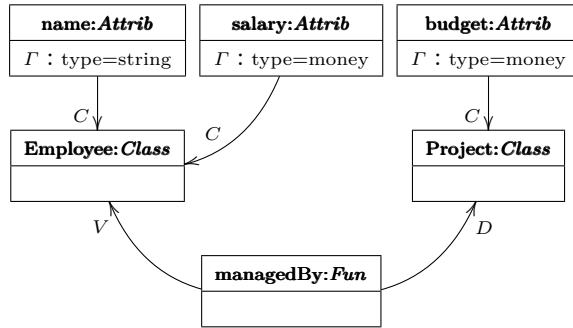 name:Attrib salary:Attrib budget:Attrib
Γ : type=string Γ : type=money Γ : type=money
C C C
Employee:Class Project:Class
V D
managedBy:Fun